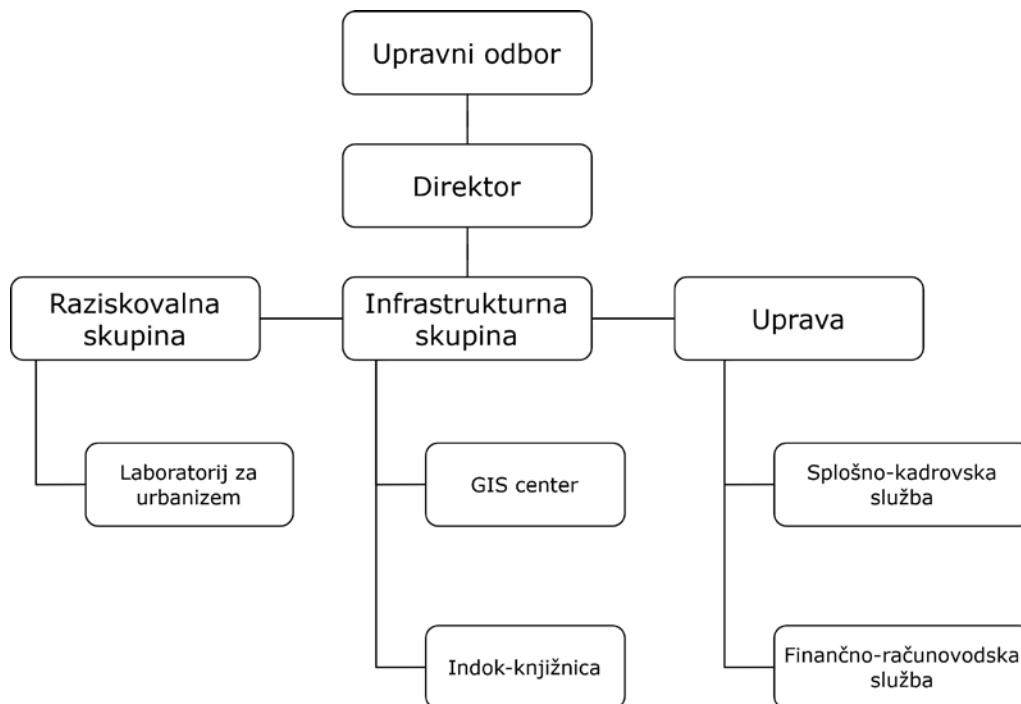 Upravni odbor
Direktor
Raziskovalna
skupina
Infrastrukturna
skupina
Uprava
Laboratorij za
urbanizem
GIS center
Splošno-kadrovska
služba
Indok-knjižnica
Finančno-računovodska
služba